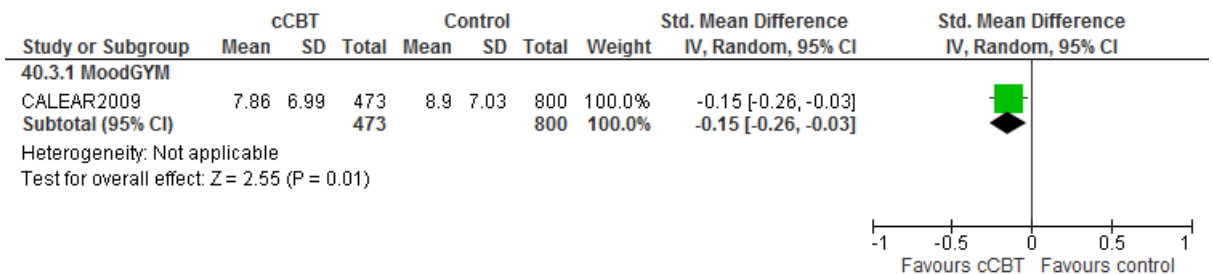 cCBT Control Std. Mean Difference Std. Mean Difference
Study or Subgroup Mean SD Total Mean SD Total Weight IV, Random, 95% CI IV, Random, 95% CI
40.3.1 MoodGYM
CALEAR2009 7.86 6.99 473 8.9 7.03 800 100.0% -0.15 [-0.26, -0.03]
Subtotal (95% CI) 473 800 100.0% -0.15 [-0.26, -0.03]
Heterogeneity: Not applicable
Test for overall effect: Z = 2.55 (P = 0.01)
-1 -0.5 0 0.5 1
Favours cCBT Favours control